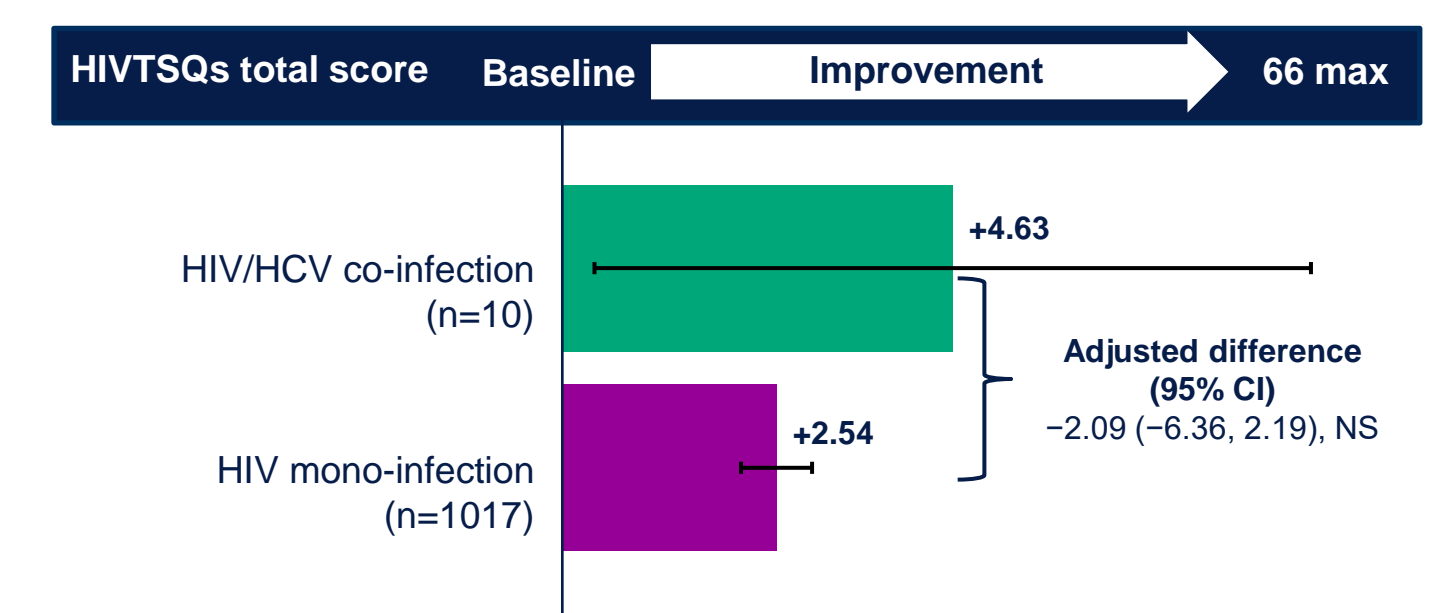 HIVTSQs total score Baseline Improvement 66 max
+4.63
HIV/HCV co-infection
(n=10)
Adjusted difference
(95% CI)
−2.09 (−6.36, 2.19), NS
+2.54
HIV mono-infection
(n=1017)